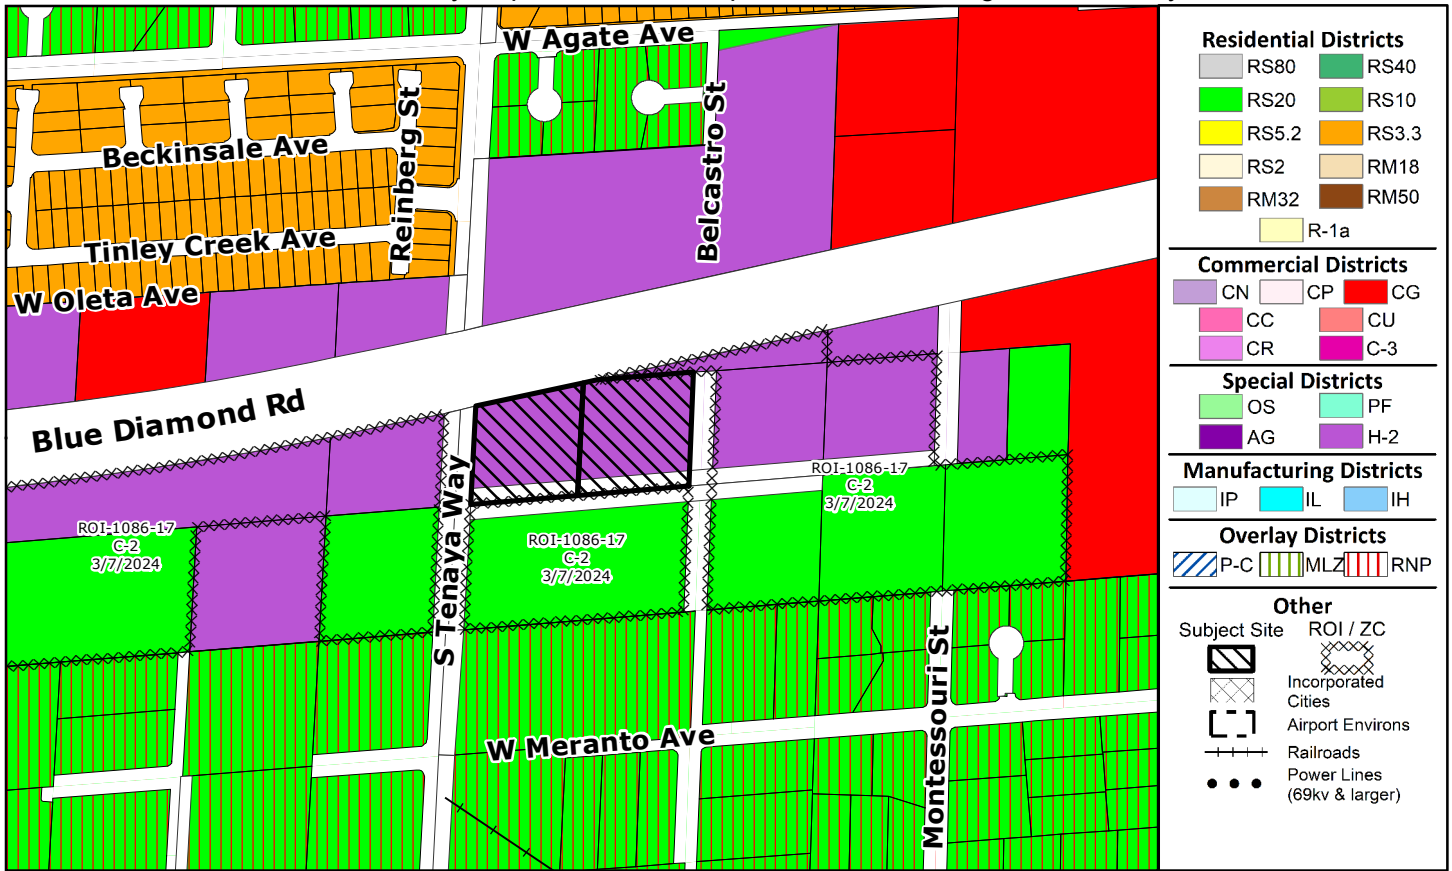 W Agate Ave
Beckinsale Ave
Reinberg St
Belcastro St
Tinley Creek Ave
W Oleta Ave
Blue Diamond Rd
S Tenaya Way
ROI-1086-17
C-2
3/7/2024
ROI-1086-17
C-2
3/7/2024
ROI-1086-17
C-2
3/7/2024
W Meranto Ave
Montessouri St
Residential Districts
RS80 RS40
RS20 RS10
RS5.2 RS3.3
RS2 RM18
RM32 RM50
R-1a
Commercial Districts
CN CP CG
CC CU
CR C-3
Special Districts
OS PF
AG H-2
Manufacturing Districts
IP IL IH
Overlay Districts
P-C MLZ RNP
Other
Subject Site ROI / ZC
Incorporated
Cities
Airport Environs
Railroads
Power Lines
(69kv & larger)